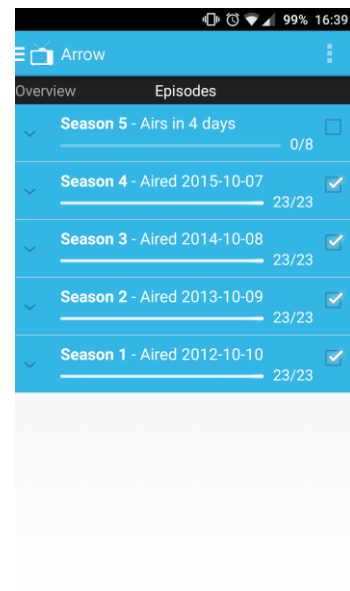 99% 16:39
Arrow
Overview Episodes
Season 5 - Airs in 4 days
0/8
Season 4 - Aired 2015-10-07
23/23
Season 3 - Aired 2014-10-08
23/23
Season 2 - Aired 2013-10-09
23/23
Season 1 - Aired 2012-10-10
23/23